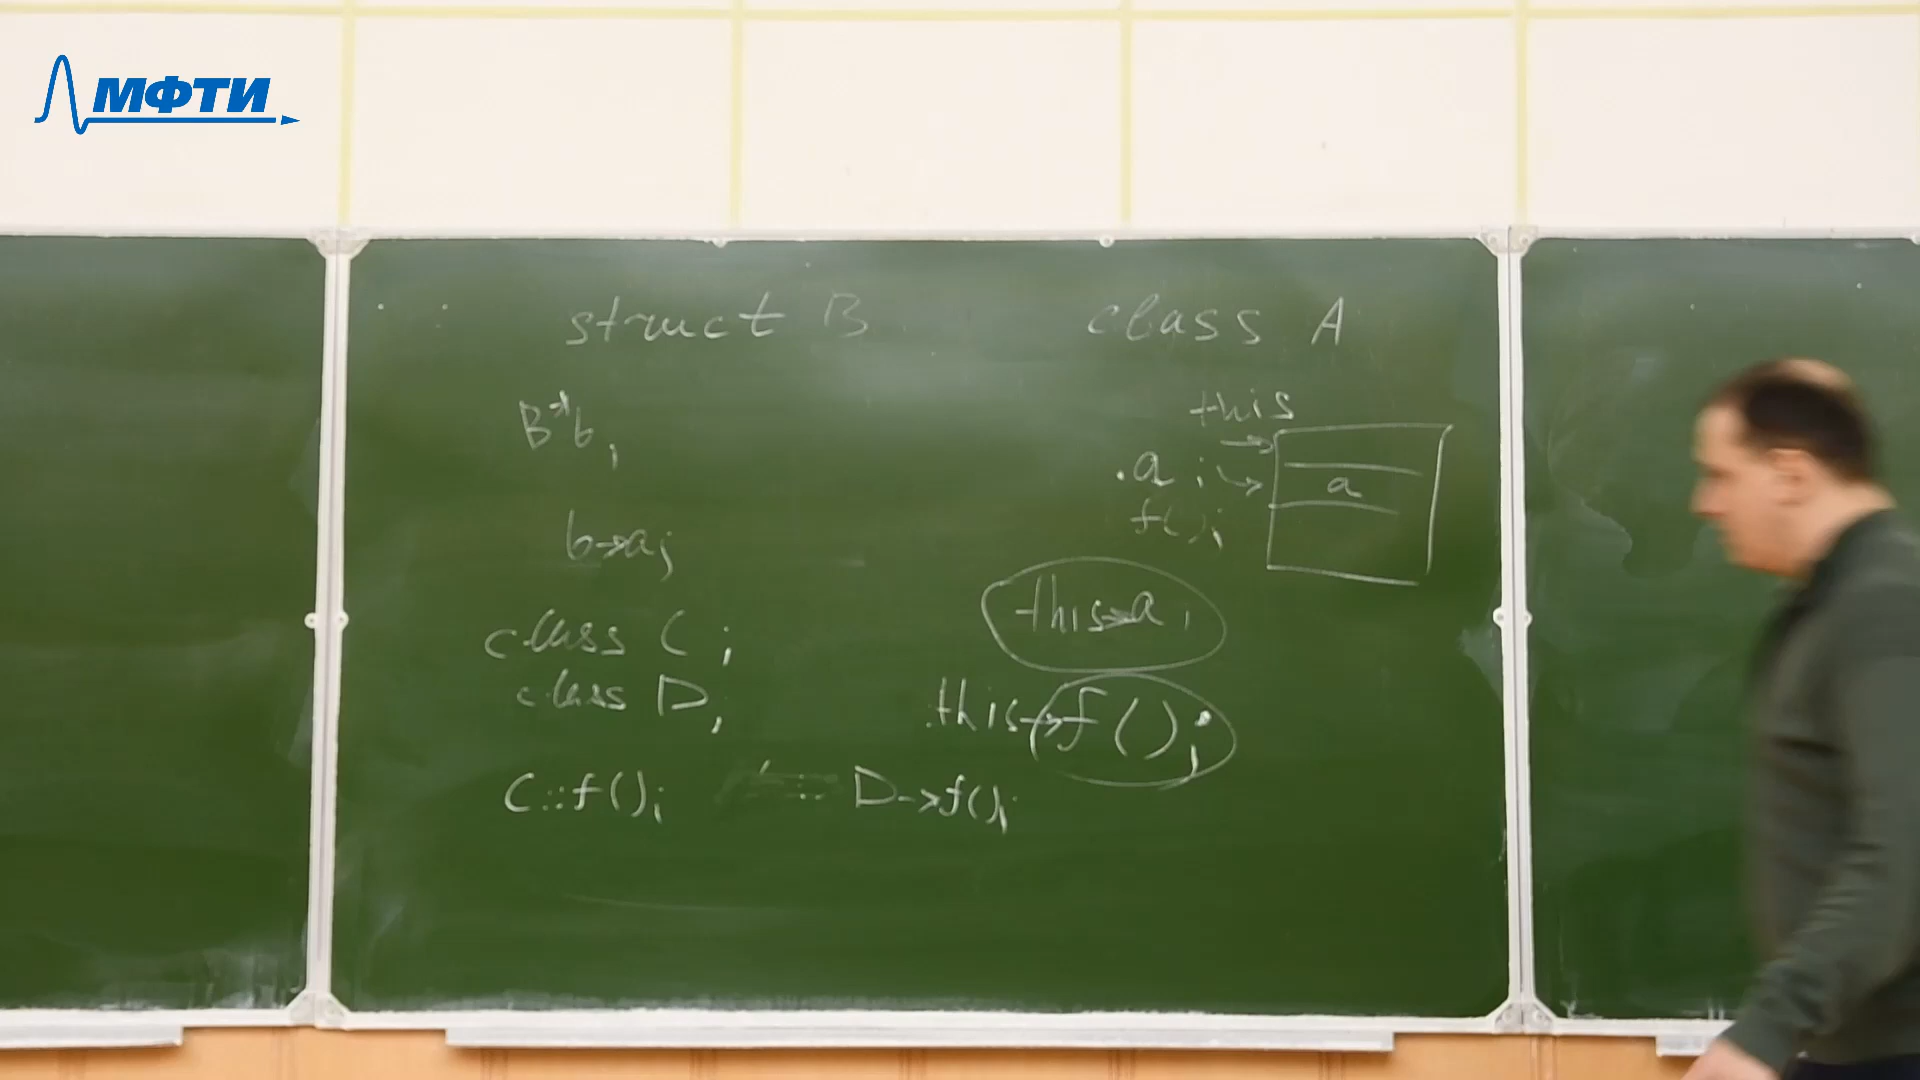 МФТИ
struct B
class A
B*b;
this
.a;
a
f();
b→a;
this→a;
class C;
class D;
this→f();
C::f();
D->f();